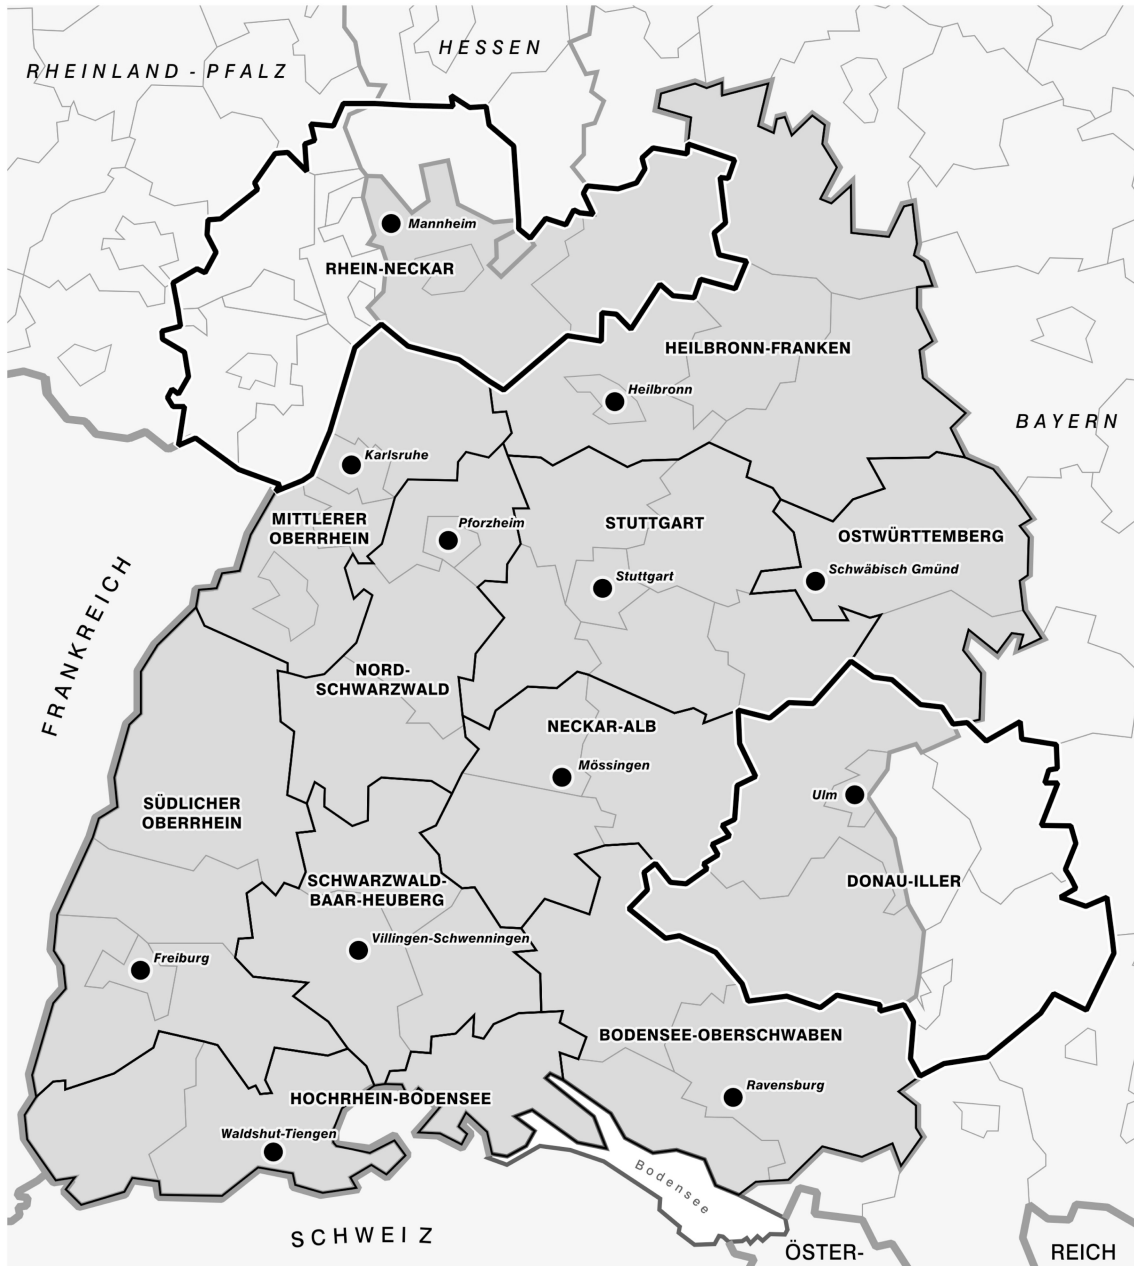 HESSEN
RHEINLAND - PFALZ
Mannheim
RHEIN-NECKAR
HEILBRONN-FRANKEN
Heilbronn
BAYERN
Karlsruhe
MITTLERER
OBERRHEIN
Pforzheim
STUTTGART
OSTWÜRTTEMBERG
Schwäbisch Gmünd
Stuttgart
FRANKREICH
NORD-
SCHWARZWALD
NECKAR-ALB
Mössingen
SÜDLICHER
OBERRHEIN
Ulm
SCHWARZWALD-
BAAR-HEUBERG
DONAU-ILLER
Villingen-Schwenningen
Freiburg
BODENSEE-OBERSCHWABEN
Ravensburg
HOCHRHEIN-BODENSEE
Waldshut-Tiengen
Bodensee
SCHWEIZ
ÖSTER-
REICH